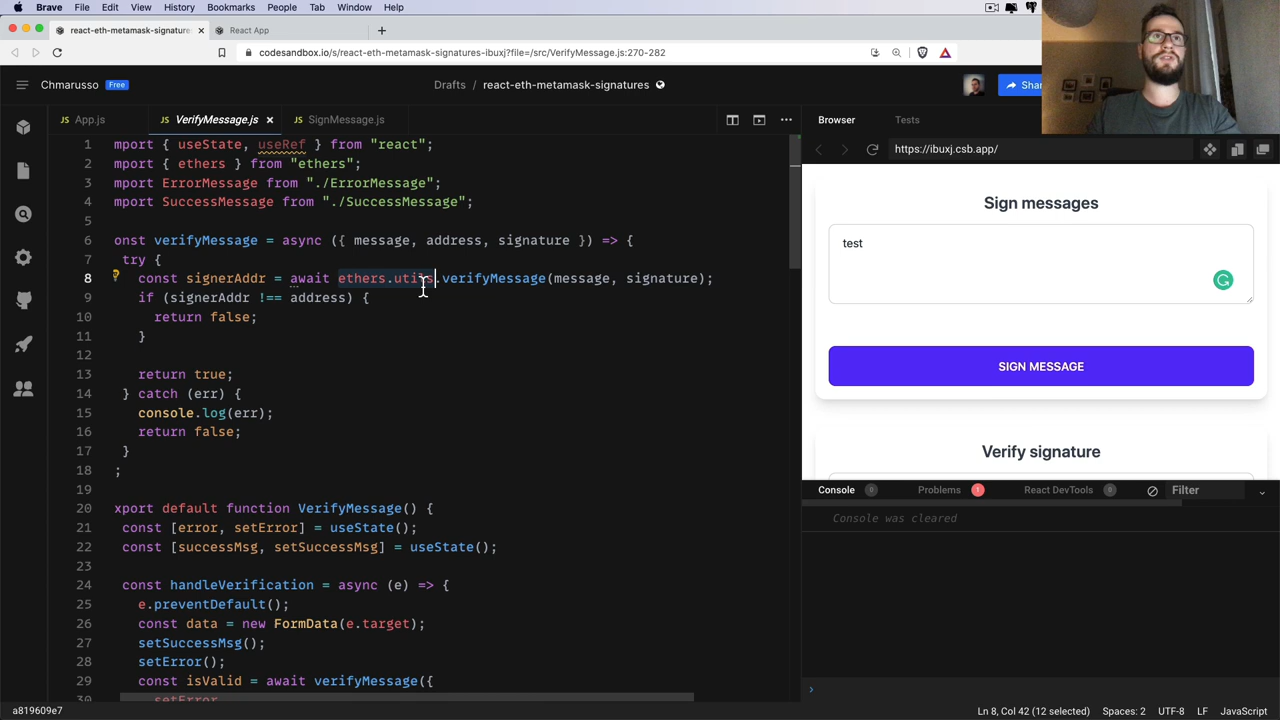 Brave File Edit View History Bookmarks People Tab Window Help
react-eth-metamask-signatures
React App
codesandbox.io/s/react-eth-metamask-signatures-ibuxj?file=/src/VerifyMessage.js:270-282
Chmarusso Free
Drafts / react-eth-metamask-signatures
Shar
App.js
VerifyMessage.js
SignMessage.js
1 mport { useState, useRef } from "react";
2 mport { ethers } from "ethers";
3 mport ErrorMessage from "./ErrorMessage";
4 mport SuccessMessage from "./SuccessMessage";
5
6 onst verifyMessage = async ({ message, address, signature }) => {
7 try {
8 const signerAddr = await ethers.utils.verifyMessage(message, signature);
9 if (signerAddr !== address) {
10 return false;
11 }
12
13 return true;
14 } catch (err) {
15 console.log(err);
16 return false;
17 }
18 ;
19
20 xport default function VerifyMessage() {
21 const [error, setError] = useState();
22 const [successMsg, setSuccessMsg] = useState();
23
24 const handleVerification = async (e) => {
25 e.preventDefault();
26 const data = new FormData(e.target);
27 setSuccessMsg();
28 setError();
29 const isValid = await verifyMessage({
30 setError
Browser Tests
https://ibuxj.csb.app/
Sign messages
test
SIGN MESSAGE
Verify signature
Console 0 Problems 1 React DevTools 0 Filter
Console was cleared
a819609e7
Ln 8, Col 42 (12 selected) Spaces: 2 UTF-8 LF JavaScript